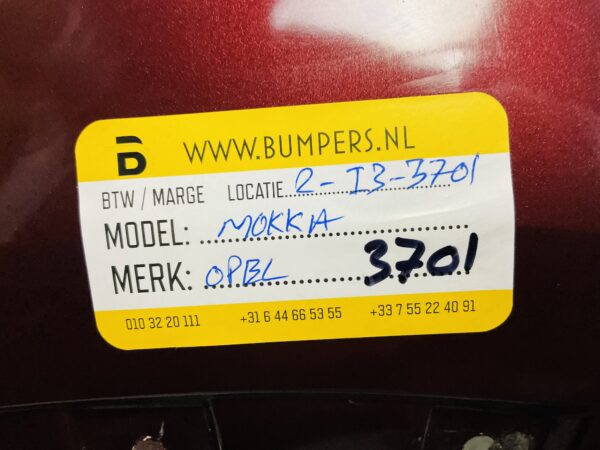 B WWW.BUMPERS.NL
BTW / MARGE LOCATIE 2-I3-3701
MODEL: MOKKA
MERK: OPEL 3701
010 32 20 111 +31 6 44 66 53 55 +33 7 55 22 40 91